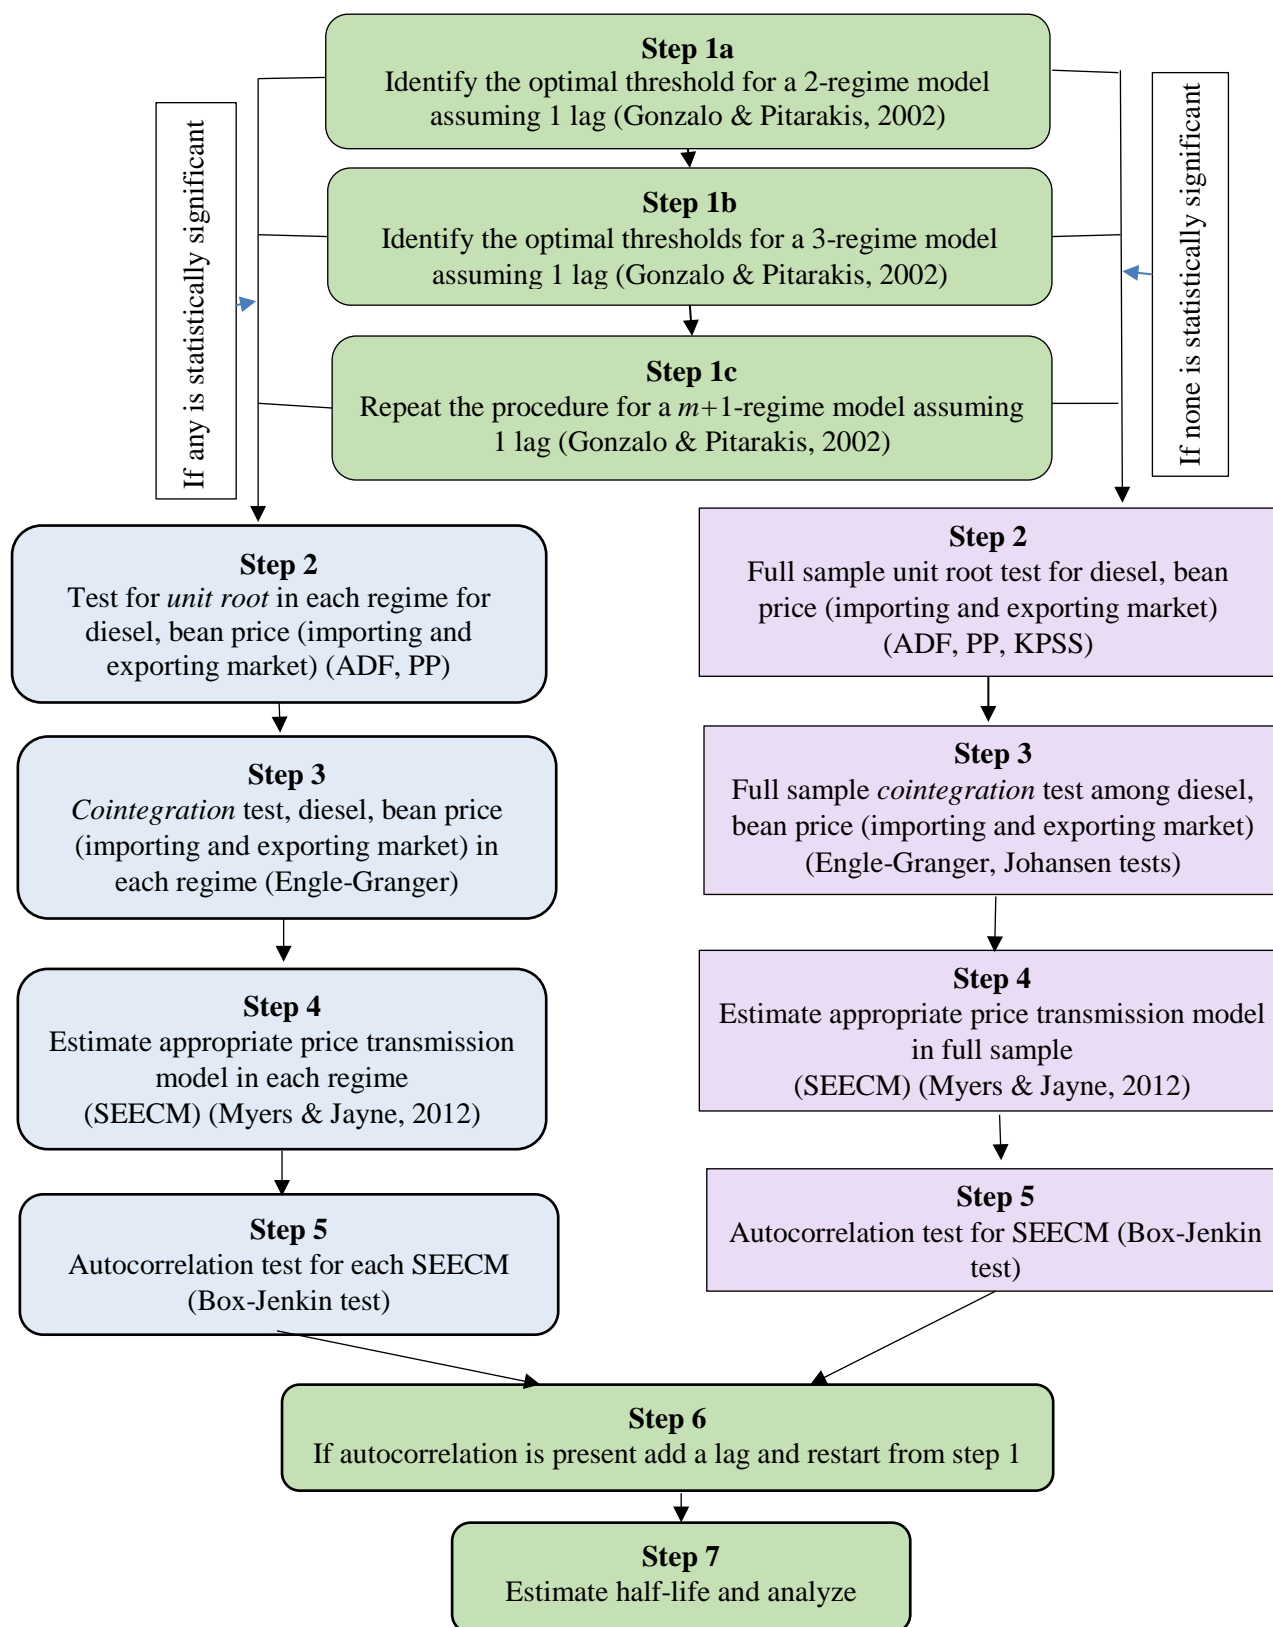 Step 1a
Identify the optimal threshold for a 2-regime model
assuming 1 lag (Gonzalo & Pitarakis, 2002)
If any is statistically significant
If none is statistically significant
Step 1b
Identify the optimal thresholds for a 3-regime model
assuming 1 lag (Gonzalo & Pitarakis, 2002)
Step 1c
Repeat the procedure for a m+1-regime model assuming
1 lag (Gonzalo & Pitarakis, 2002)
Step 2
Test for unit root in each regime for
diesel, bean price (importing and
exporting market) (ADF, PP)
Step 3
Cointegration test, diesel, bean price
(importing and exporting market) in
each regime (Engle-Granger)
Step 4
Estimate appropriate price transmission
model in each regime
(SEECM) (Myers & Jayne, 2012)
Step 5
Autocorrelation test for each SEECM
(Box-Jenkin test)
Step 2
Full sample unit root test for diesel, bean
price (importing and exporting market)
(ADF, PP, KPSS)
Step 3
Full sample cointegration test among diesel,
bean price (importing and exporting market)
(Engle-Granger, Johansen tests)
Step 4
Estimate appropriate price transmission model
in full sample
(SEECM) (Myers & Jayne, 2012)
Step 5
Autocorrelation test for SEECM (Box-Jenkin
test)
Step 6
If autocorrelation is present add a lag and restart from step 1
Step 7
Estimate half-life and analyze